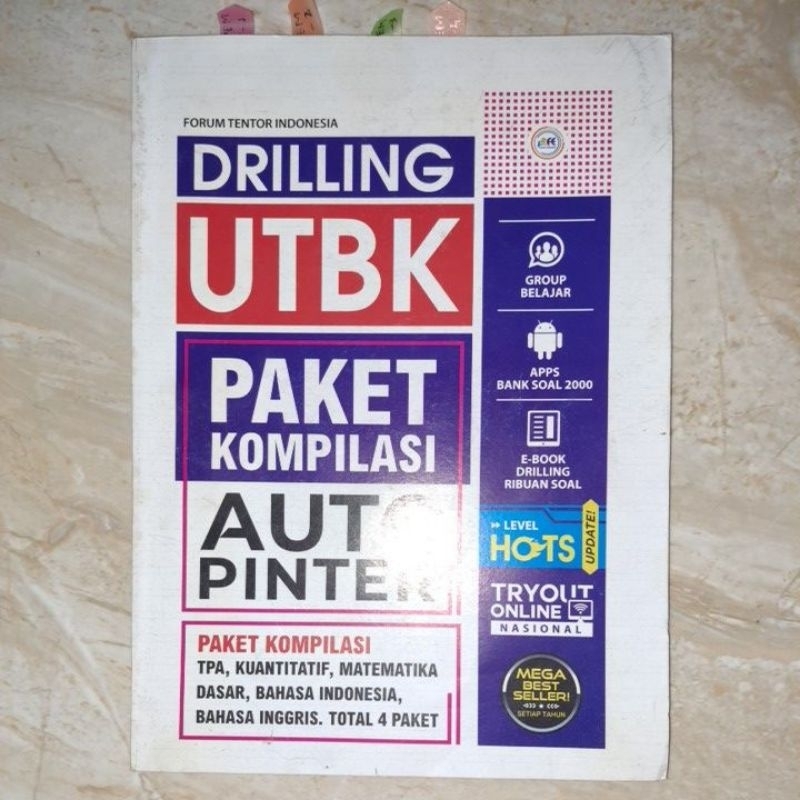 FORUM TENTOR INDONESIA
DRILLING
UTBK
PAKET
KOMPILASI
AUTO
PINTER
PAKET KOMPILASI
TPA, KUANTITATIF, MATEMATIKA
DASAR, BAHASA INDONESIA,
BAHASA INGGRIS. TOTAL 4 PAKET
GROUP
BELAJAR
APPS
BANK SOAL 2000
E-BOOK
DRILLING
RIBUAN SOAL
LEVEL
HOTS
UPDATE!
TRYOUT
ONLINE
NASIONAL
MEGA
BEST
SELLER!
SETIAP TAHUN